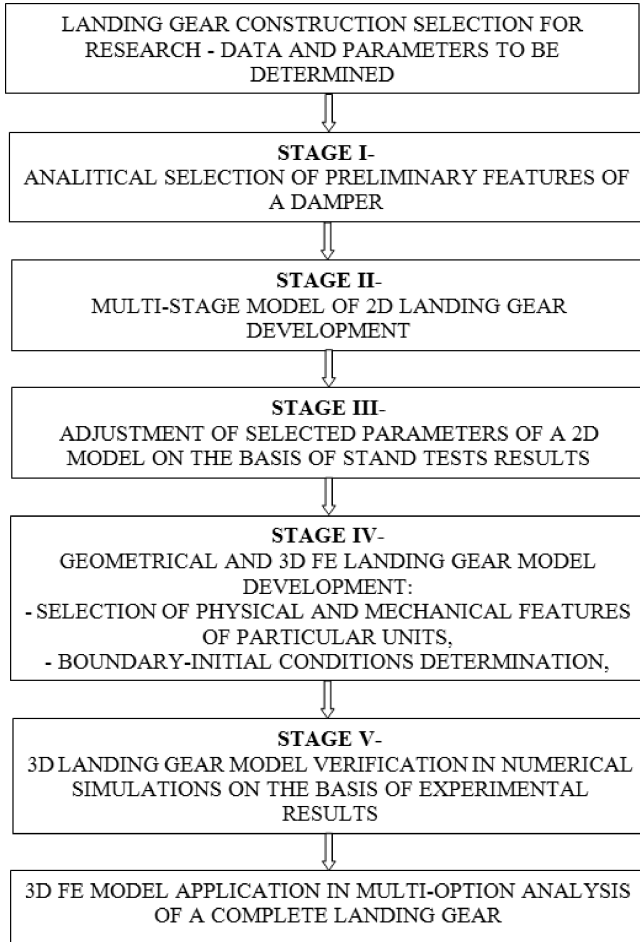 LANDING GEAR CONSTRUCTION SELECTION FOR
RESEARCH - DATA AND PARAMETERS TO BE
DETERMINED
STAGE I-
ANALITICAL SELECTION OF PRELIMINARY FEATURES OF
A DAMPER
STAGE II-
MULTI-STAGE MODEL OF 2D LANDING GEAR
DEVELOPMENT
STAGE III-
ADJUSTMENT OF SELECTED PARAMETERS OF A 2D
MODEL ON THE BASIS OF STAND TESTS RESULTS
STAGE IV-
GEOMETRICAL AND 3D FE LANDING GEAR MODEL
DEVELOPMENT:
- SELECTION OF PHYSICAL AND MECHANICAL FEATURES
OF PARTICULAR UNITS,
- BOUNDARY-INITIAL CONDITIONS DETERMINATION,
STAGE V-
3D LANDING GEAR MODEL VERIFICATION IN NUMERICAL
SIMULATIONS ON THE BASIS OF EXPERIMENTAL
RESULTS
3D FE MODEL APPLICATION IN MULTI-OPTION ANALYSIS
OF A COMPLETE LANDING GEAR